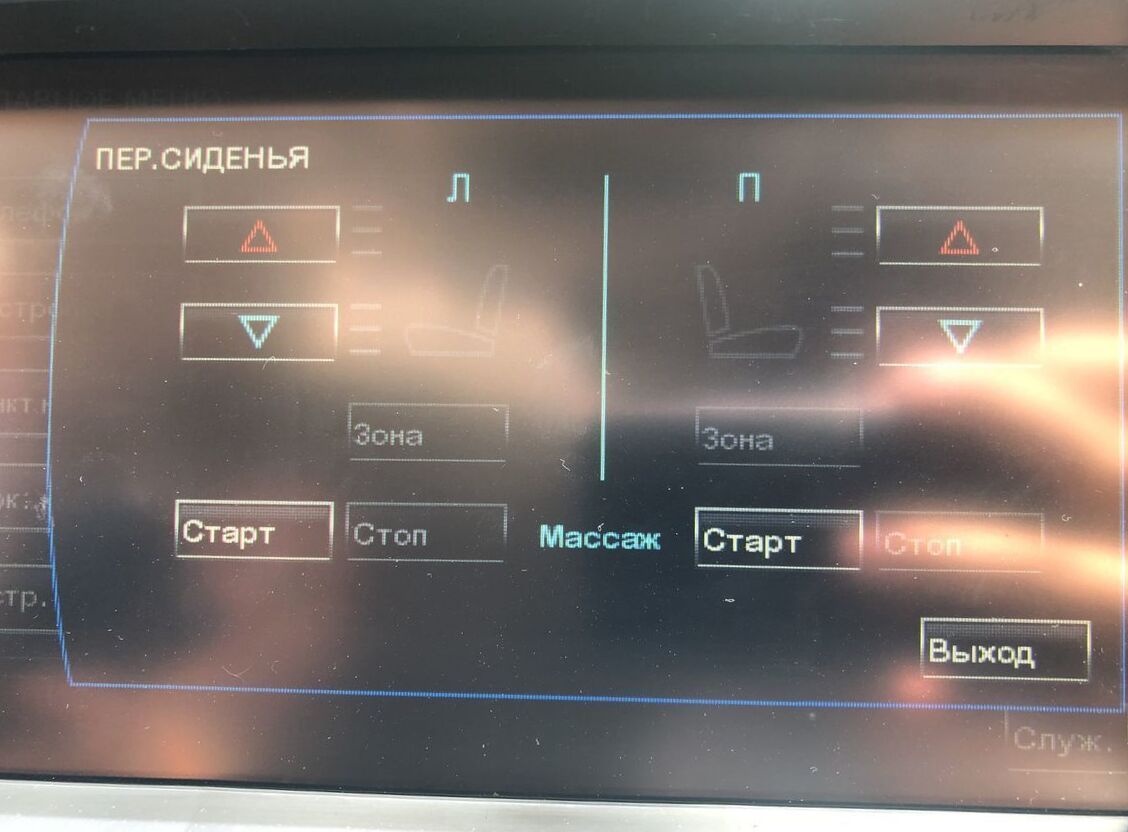 ПЕР.СИДЕНЬЯ
Л П
Зона Зона
Старт Стоп Массаж Старт Стоп
Выход
Служ.